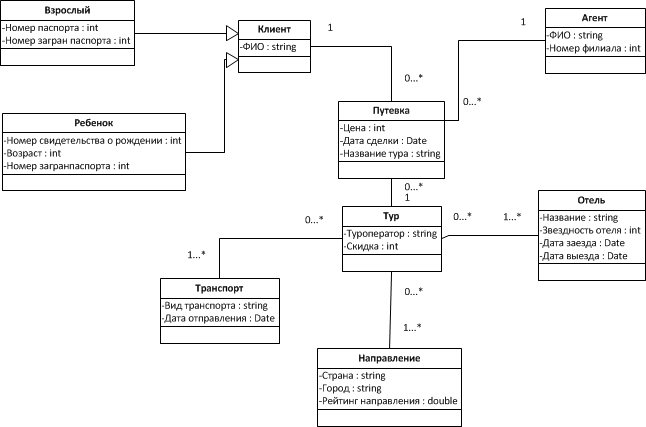 Взрослый
-Номер паспорта : int
-Номер загран паспорта : int
Клиент
-ФИО : string
1
1
Агент
-ФИО : string
-Номер филиала : int
0...*
0...*
Ребенок
-Номер свидетельства о рождении : int
-Возраст : int
-Номер загранпаспорта : int
Путевка
-Цена : int
-Дата сделки : Date
-Название тура : string
0...*
1
Тур
-Туроператор : string
-Скидка : int
0...*
1...*
Отель
-Название : string
-Звездность отеля : int
-Дата заезда : Date
-Дата выезда : Date
0...*
1...*
Транспорт
-Вид транспорта : string
-Дата отправления : Date
0...*
1...*
Направление
-Страна : string
-Город : string
-Рейтинг направления : double